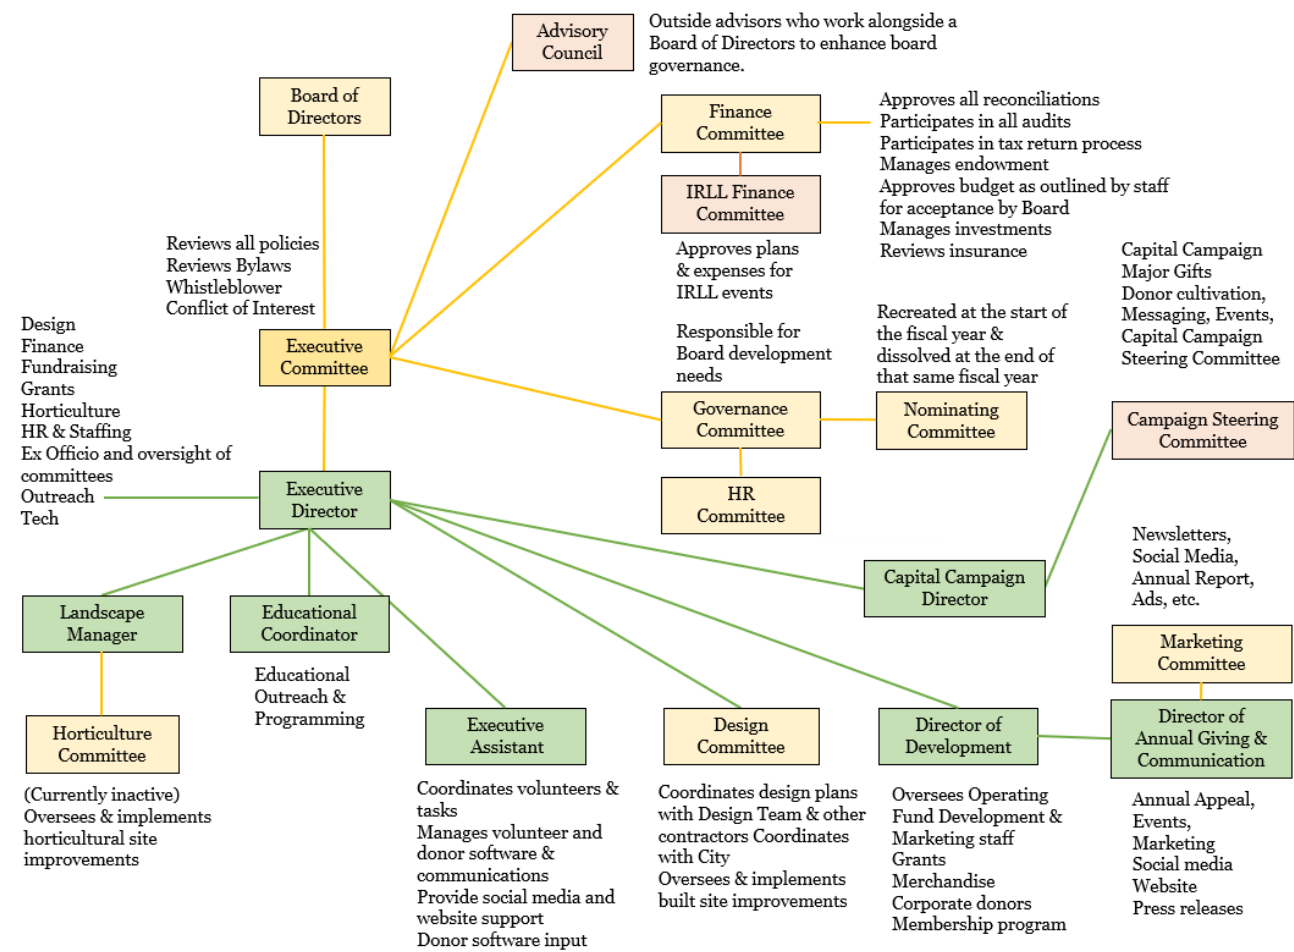 Advisory
Council
Outside advisors who work alongside a
Board of Directors to enhance board
governance.
Board of
Directors
Finance
Committee
Approves all reconciliations
Participates in all audits
Participates in tax return process
Manages endowment
Approves budget as outlined by staff
for acceptance by Board
Manages investments
Reviews insurance
IRLL Finance
Committee
Approves plans
& expenses for
IRLL events
Reviews all policies
Reviews Bylaws
Whistleblower
Conflict of Interest
Executive
Committee
Responsible for
Board development
needs
Governance
Committee
Recreated at the start of
the fiscal year &
dissolved at the end of
that same fiscal year
Nominating
Committee
HR
Committee
Capital Campaign
Major Gifts
Donor cultivation,
Messaging, Events,
Capital Campaign
Steering Committee
Campaign Steering
Committee
Design
Finance
Fundraising
Grants
Horticulture
HR & Staffing
Ex Officio and oversight of
committees
Outreach
Tech
Executive
Director
Capital Campaign
Director
Newsletters,
Social Media,
Annual Report,
Ads, etc.
Marketing
Committee
Landscape
Manager
Educational
Coordinator
Educational
Outreach &
Programming
Horticulture
Committee
(Currently inactive)
Oversees & implements
horticultural site
improvements
Executive
Assistant
Coordinates volunteers &
tasks
Manages volunteer and
donor software &
communications
Provide social media and
website support
Donor software input
Design
Committee
Coordinates design plans
with Design Team & other
contractors Coordinates
with City
Oversees & implements
built site improvements
Director of
Development
Oversees Operating
Fund Development &
Marketing staff
Grants
Merchandise
Corporate donors
Membership program
Director of
Annual Giving &
Communication
Annual Appeal,
Events,
Marketing
Social media
Website
Press releases